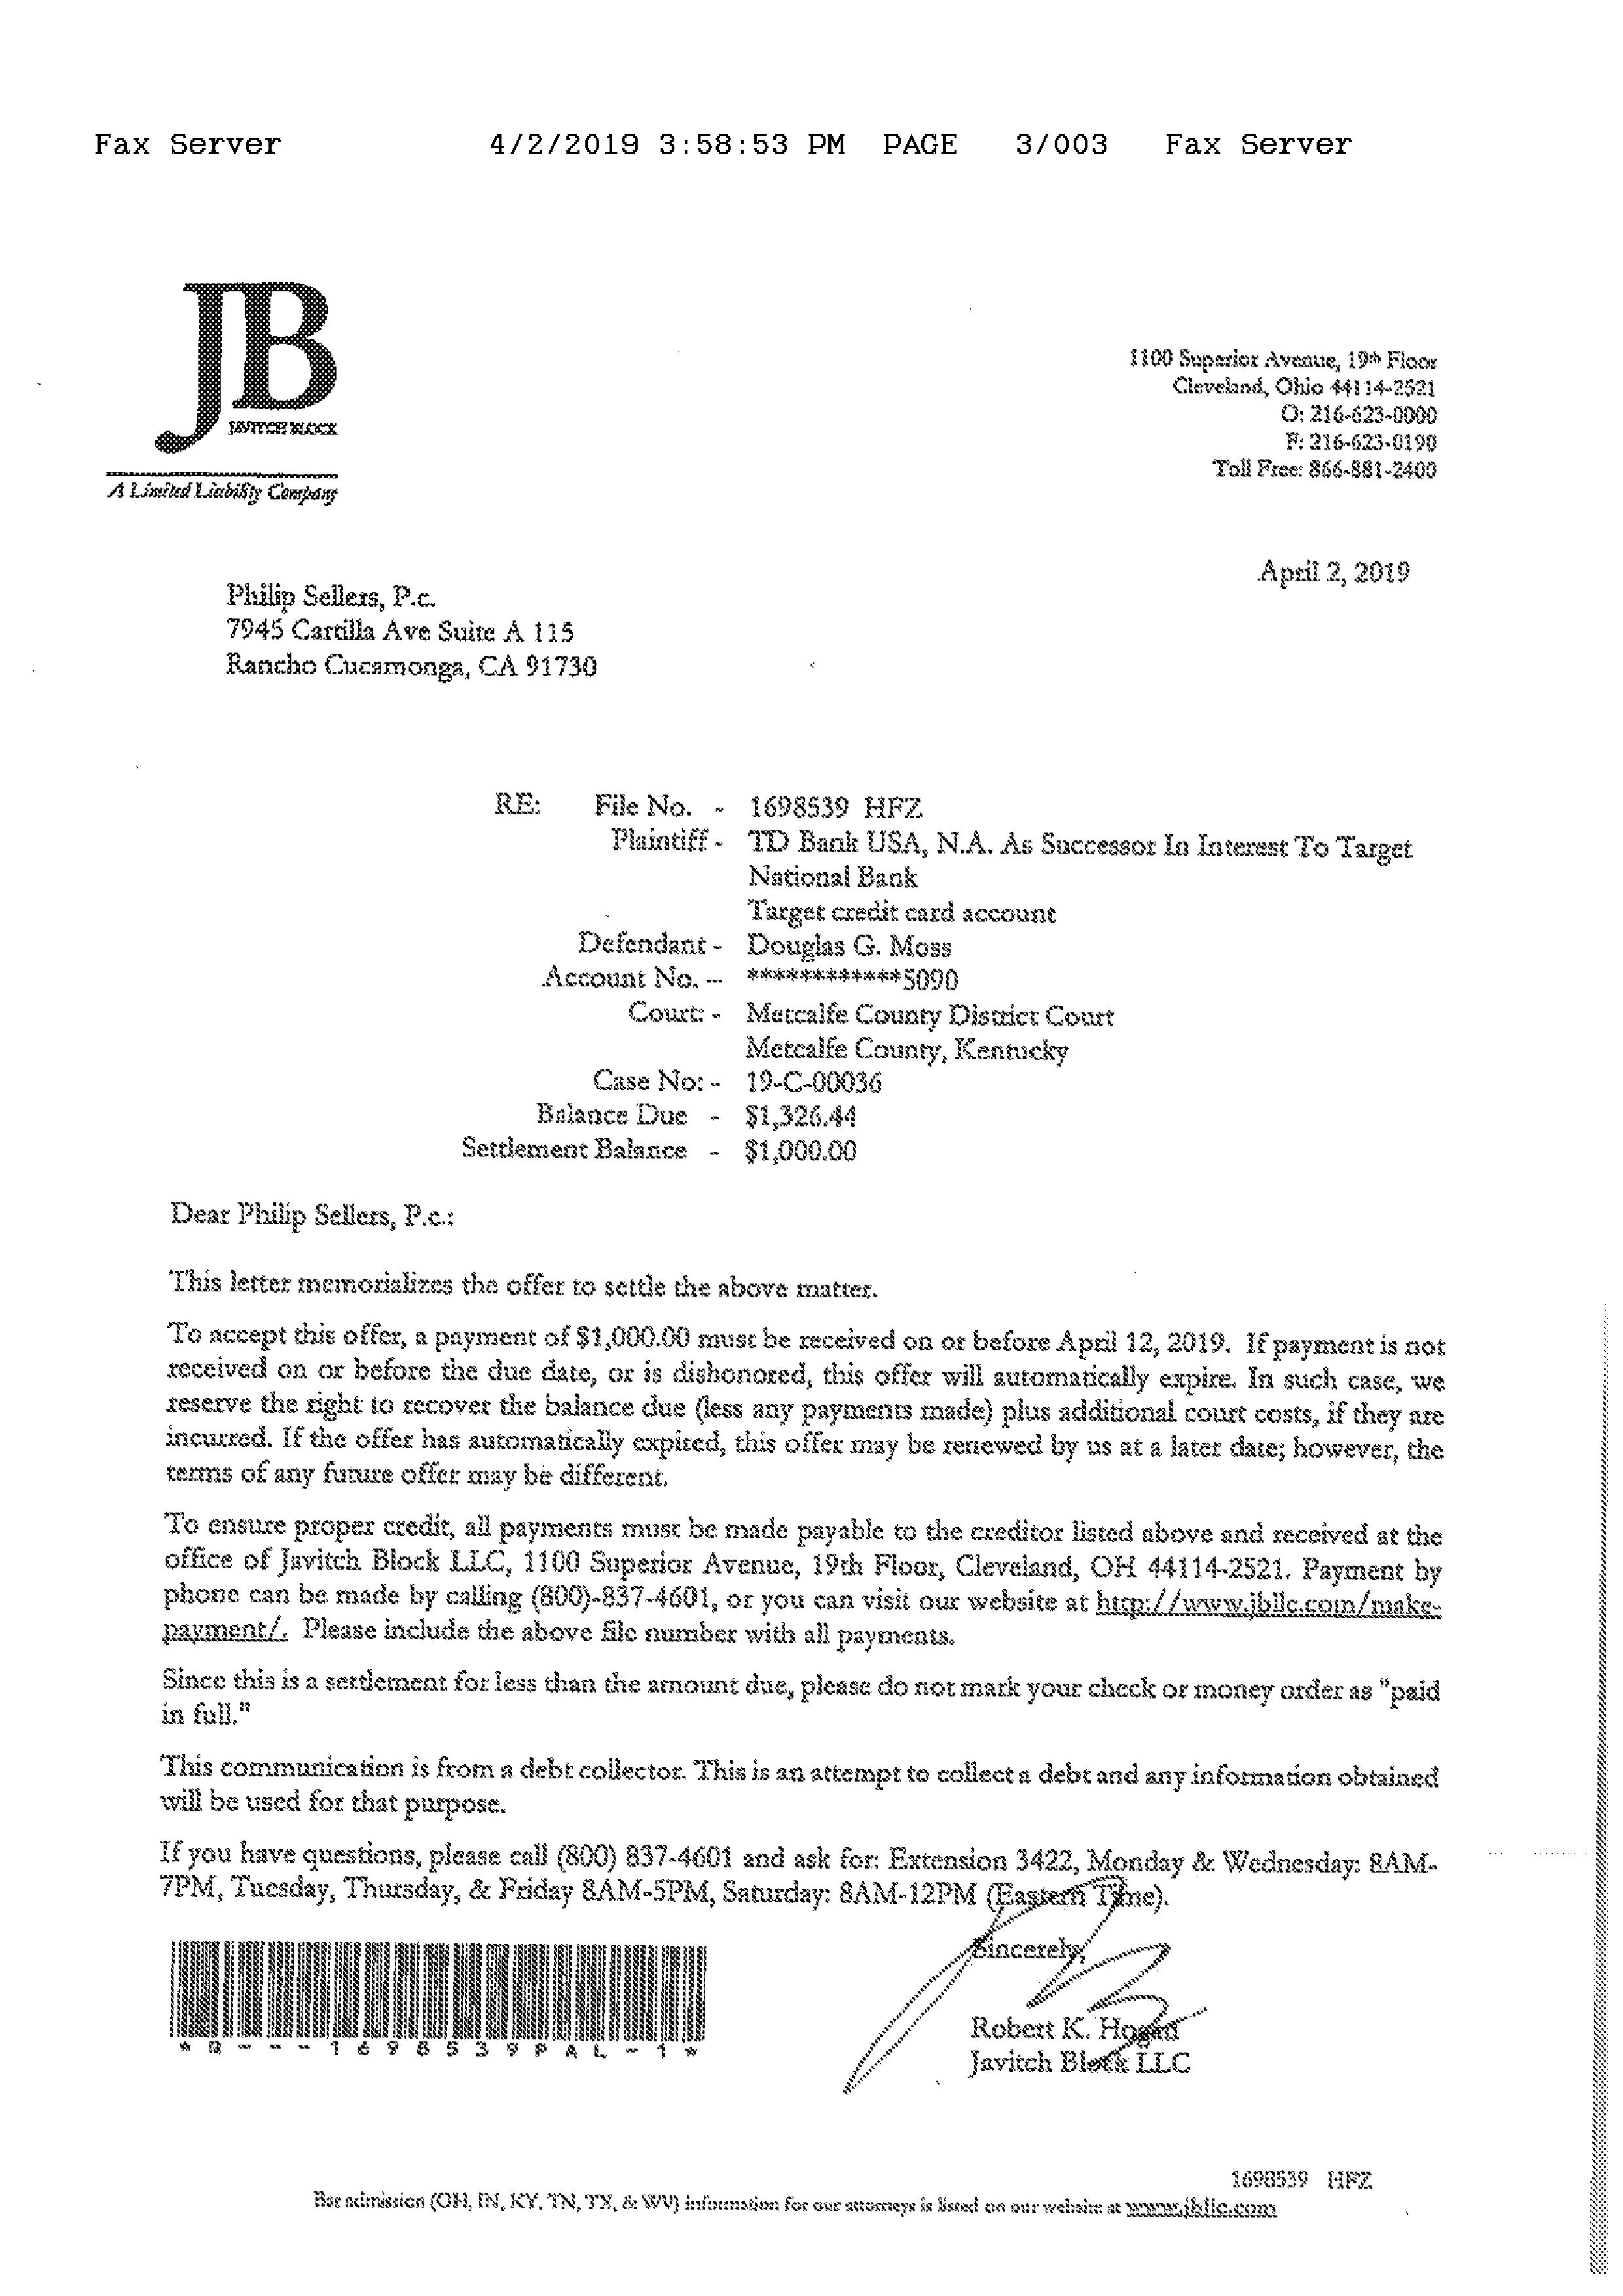 Fax Server 4/2/2019 3:58:53 PM PAGE 3/003 Fax Server
JB
JAVITCH BLOCK
A Limited Liability Company
1100 Superior Avenue, 19th Floor
Cleveland, Ohio 44114-2521
O: 216-623-0000
F: 216-623-0190
Toll Free: 866-881-2400
April 2, 2019
Philip Sellers, P.c.
7945 Cartilla Ave Suite A 115
Rancho Cucamonga, CA 91730
RE: File No. - 1698539 HFZ
Plaintiff - TD Bank USA, N.A. As Successor In Interest To Target
National Bank
Target credit card account
Defendant - Douglas G. Moss
Account No. -- ************5090
Court: - Metcalfe County District Court
Metcalfe County, Kentucky
Case No: - 19-C-00036
Balance Due - $1,326.44
Settlement Balance - $1,000.00
Dear Philip Sellers, P.c.:
This letter memorializes the offer to settle the above matter.
To accept this offer, a payment of $1,000.00 must be received on or before April 12, 2019. If payment is not
received on or before the due date, or is dishonored, this offer will automatically expire. In such case, we
reserve the right to recover the balance due (less any payments made) plus additional court costs, if they are
incurred. If the offer has automatically expired, this offer may be renewed by us at a later date; however, the
terms of any future offer may be different.
To ensure proper credit, all payments must be made payable to the creditor listed above and received at the
office of Javitch Block LLC, 1100 Superior Avenue, 19th Floor, Cleveland, OH 44114-2521. Payment by
phone can be made by calling (800)-837-4601, or you can visit our website at http://www.jbllc.com/make-
payment/. Please include the above file number with all payments.
Since this is a settlement for less than the amount due, please do not mark your check or money order as "paid
in full."
This communication is from a debt collector. This is an attempt to collect a debt and any information obtained
will be used for that purpose.
If you have questions, please call (800) 837-4601 and ask for: Extension 3422, Monday & Wednesday: 8AM-
7PM, Tuesday, Thursday, & Friday 8AM-5PM, Saturday: 8AM-12PM (Eastern Time).
Sincerely,
Robert K. Hogan
Javitch Block LLC
*Q---1698539PAL-1*
1698539 HFZ
Bar admission (OH, IN, KY, TN, TX, & WV) information for our attorneys is listed on our website at www.jbllc.com